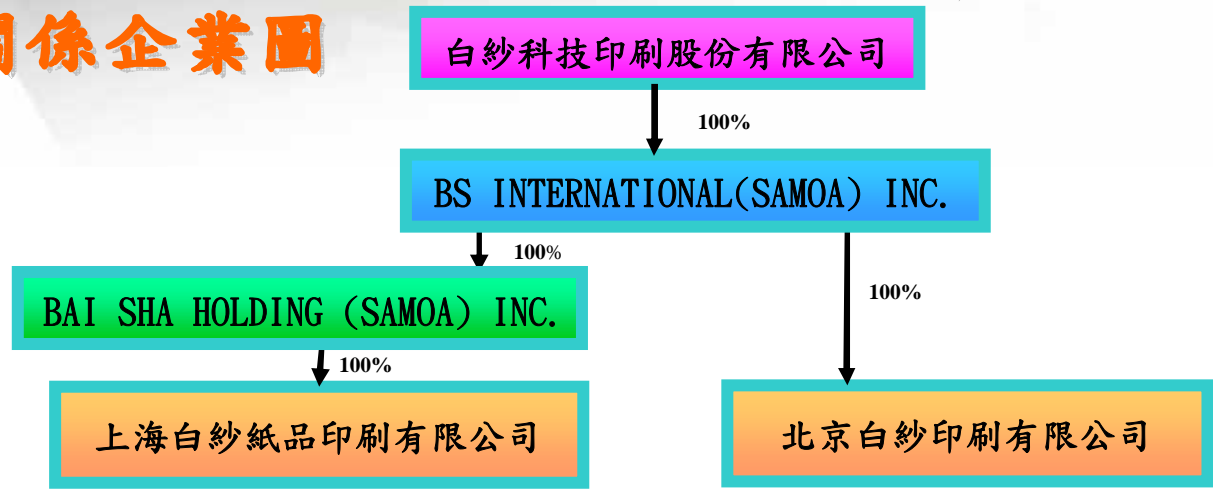 關係企業圖
白紗科技印刷股份有限公司
100%
BS INTERNATIONAL(SAMOA) INC.
100%
100%
BAI SHA HOLDING (SAMOA) INC.
100%
上海白紗紙品印刷有限公司
北京白紗印刷有限公司